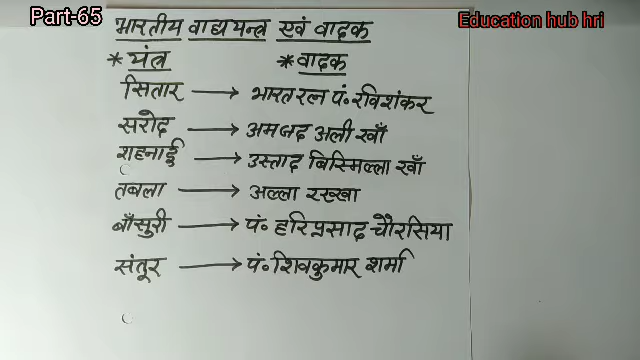 Part-65
Education hub hri
भारतीय वाद्ययन्त्र एवं वादक
* यंत्र * वादक
सितार → भारतरत्न पं॰ रविशंकर
सरोद → अमजद अली खाँ
शहनाई → उस्ताद बिस्मिल्ला खाँ
तबला → अल्ला रख्खा
बाँसुरी → पं॰ हरिप्रसाद चौरसिया
संतूर → पं॰ शिवकुमार शर्मा